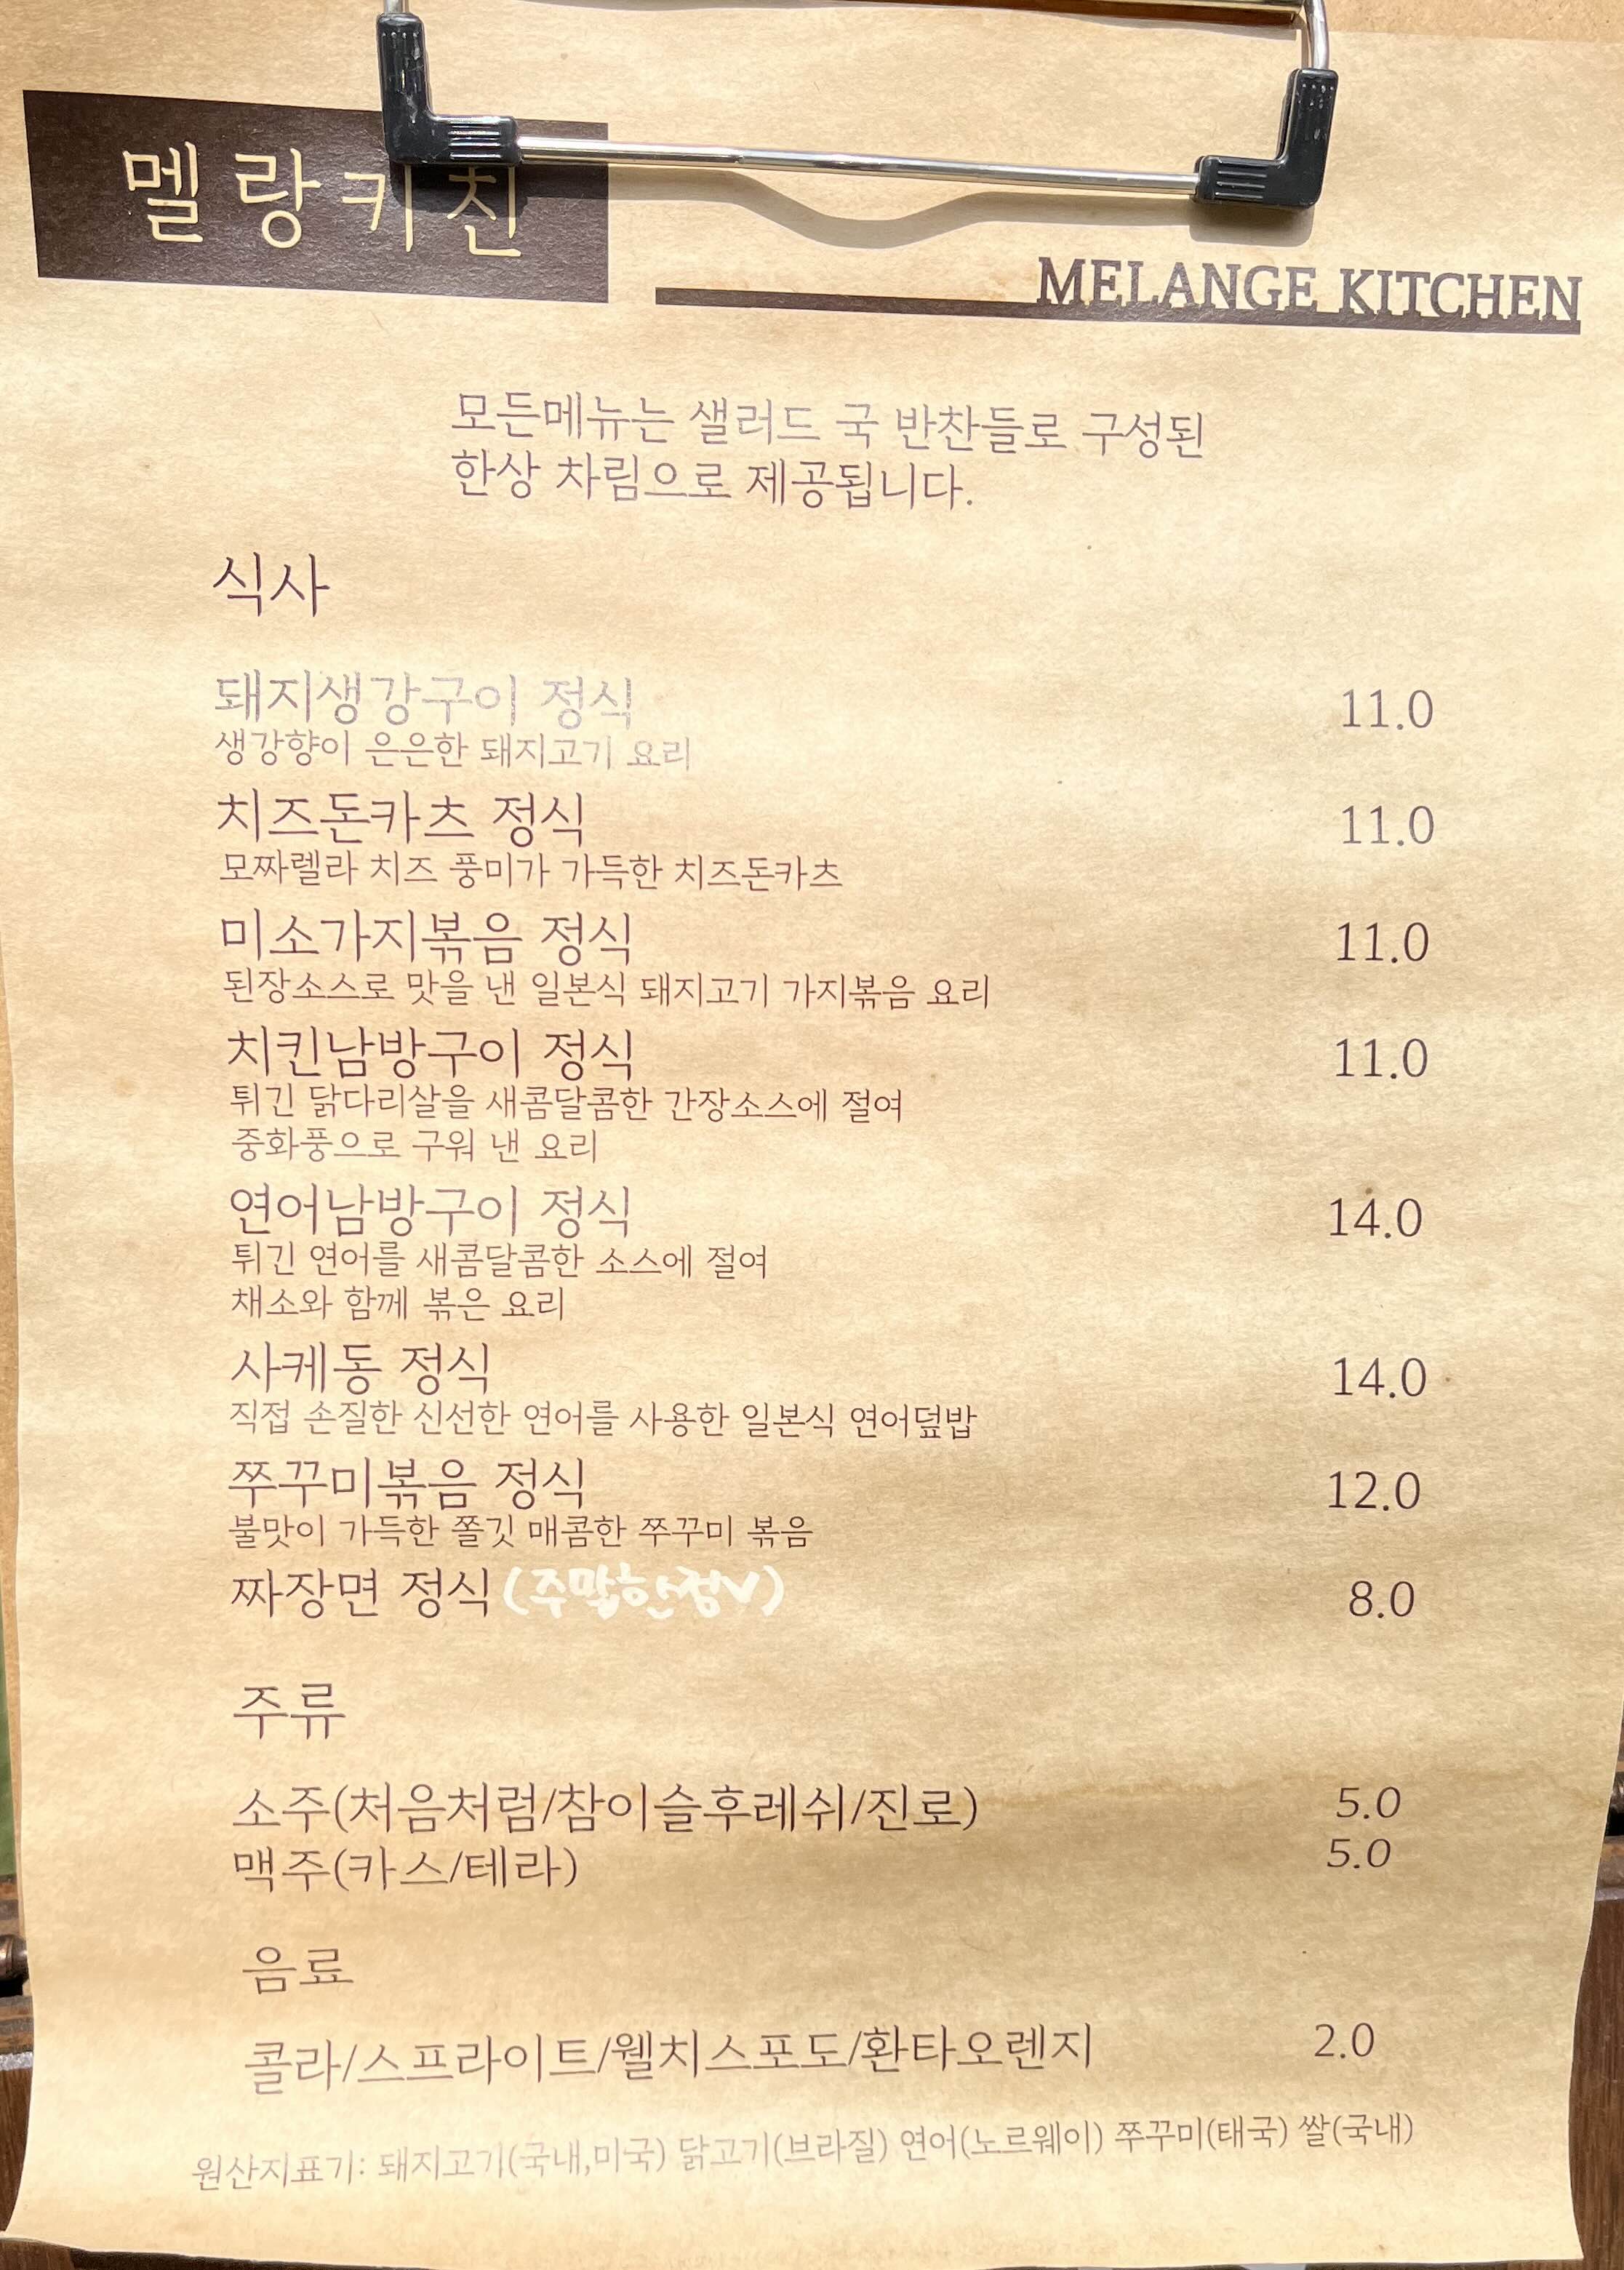 멜랑키친
MELANGE KITCHEN
모든메뉴는 샐러드 국 반찬들로 구성된
한상 차림으로 제공됩니다.
식사
돼지생강구이 정식 11.0
생강향이 은은한 돼지고기 요리
치즈돈카츠 정식 11.0
모짜렐라 치즈 풍미가 가득한 치즈돈카츠
미소가지볶음 정식 11.0
된장소스로 맛을 낸 일본식 돼지고기 가지볶음 요리
치킨남방구이 정식 11.0
튀긴 닭다리살을 새콤달콤한 간장소스에 절여
중화풍으로 구워 낸 요리
연어남방구이 정식 14.0
튀긴 연어를 새콤달콤한 소스에 절여
채소와 함께 볶은 요리
사케동 정식 14.0
직접 손질한 신선한 연어를 사용한 일본식 연어덮밥
쭈꾸미볶음 정식 12.0
불맛이 가득한 쫄깃 매콤한 쭈꾸미 볶음
짜장면 정식 (주말한정V) 8.0
주류
소주(처음처럼/참이슬후레쉬/진로) 5.0
맥주(카스/테라) 5.0
음료
콜라/스프라이트/웰치스포도/환타오렌지 2.0
원산지표기: 돼지고기(국내,미국) 닭고기(브라질) 연어(노르웨이) 쭈꾸미(태국) 쌀(국내)